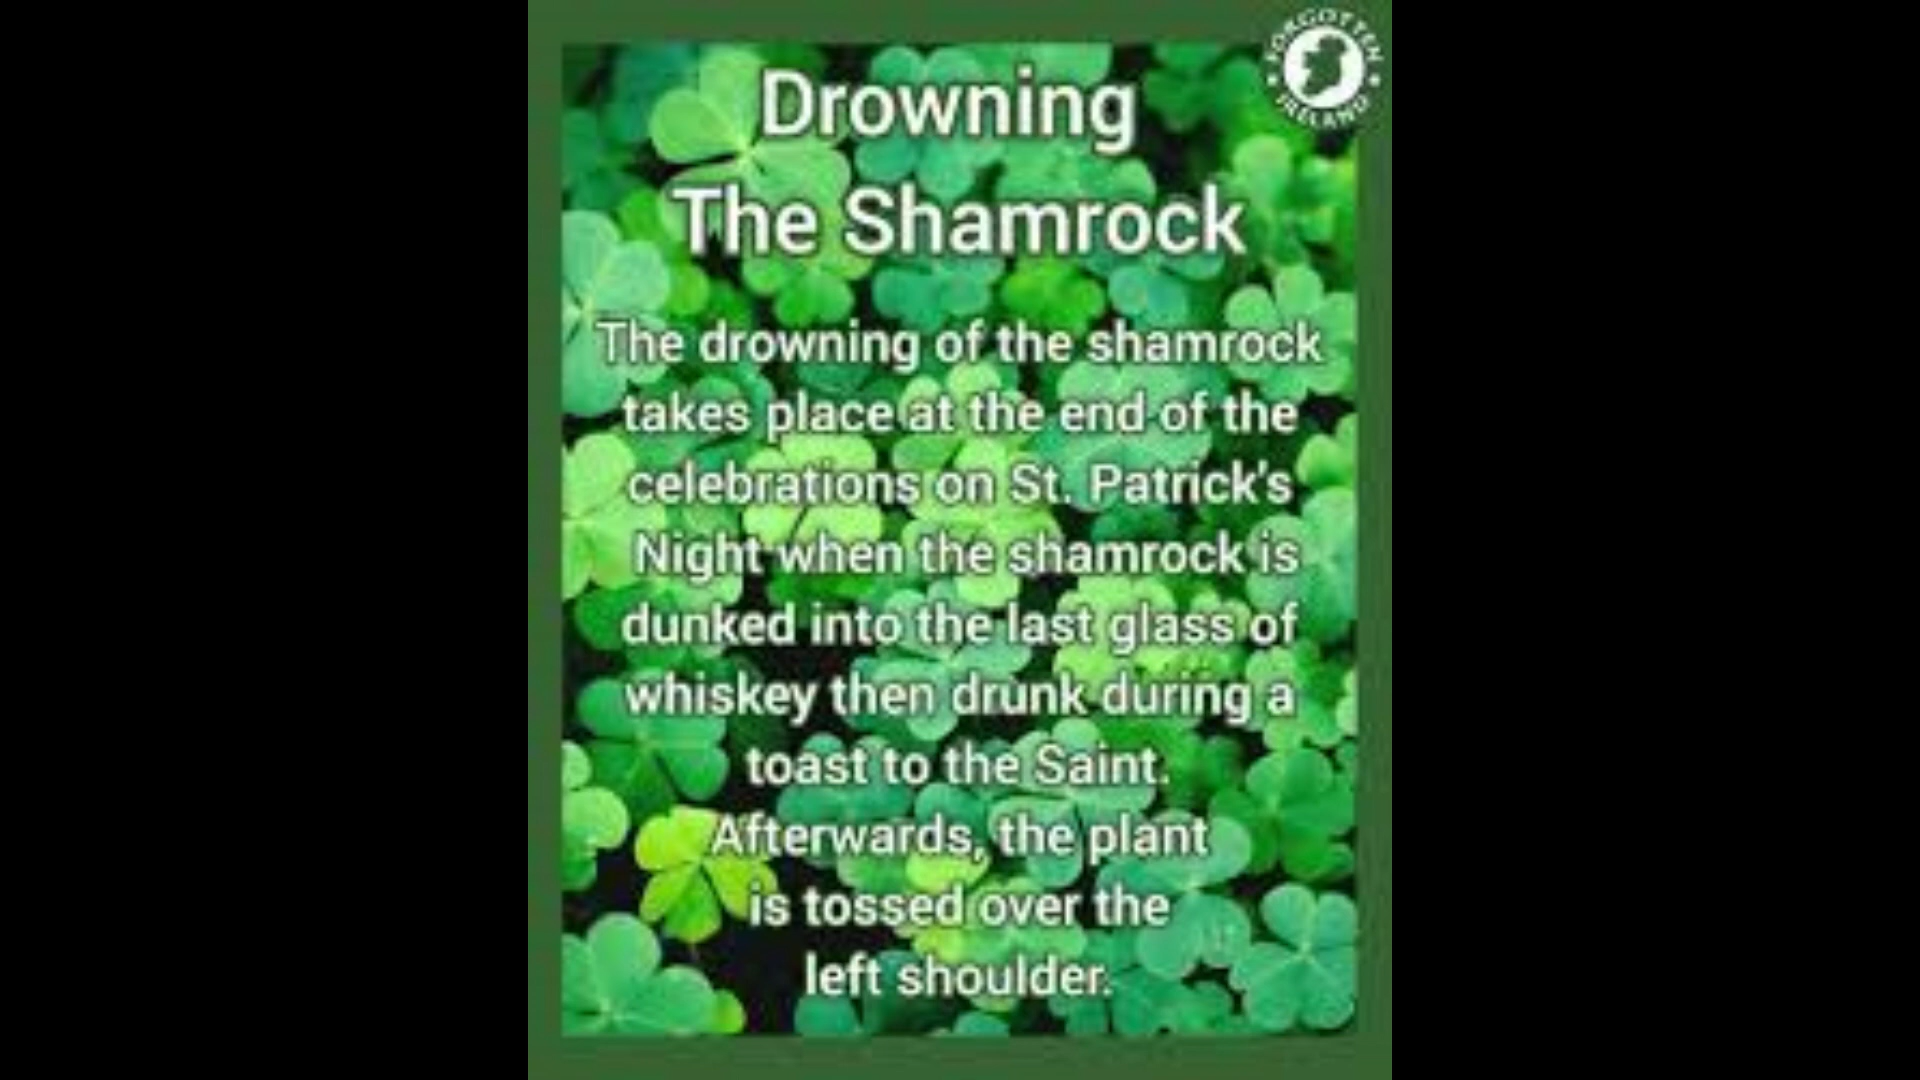 FORGOTTEN
IRELAND
Drowning
The Shamrock
The drowning of the shamrock
takes place at the end of the
celebrations on St. Patrick's
Night when the shamrock is
dunked into the last glass of
whiskey then drunk during a
toast to the Saint.
Afterwards, the plant
is tossed over the
left shoulder.